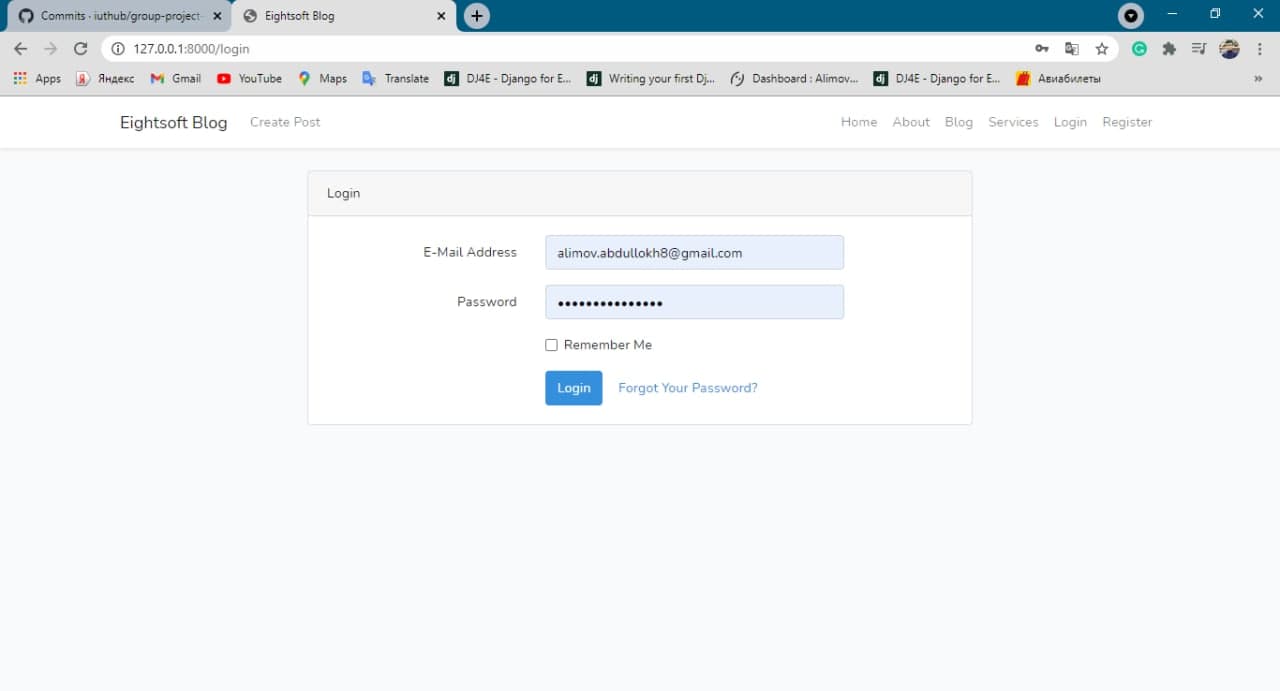 Commits · iuthub/group-project- Eightsoft Blog
127.0.0.1:8000/login
Apps Яндекс Gmail YouTube Maps Translate DJ4E - Django for E... Writing your first Dj... Dashboard : Alimov... DJ4E - Django for E... Авиабилеты »
Eightsoft Blog Create Post Home About Blog Services Login Register
Login
E-Mail Address alimov.abdullokh8@gmail.com
Password •••••••••••••••
Remember Me
Login Forgot Your Password?